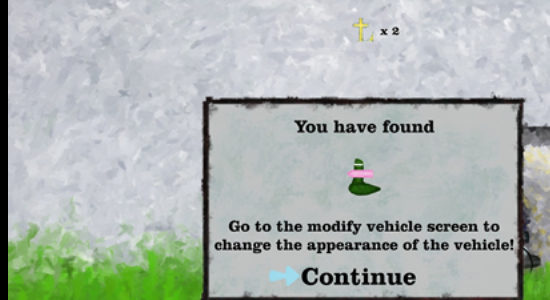 x 2
You have found
Go to the modify vehicle screen to
change the appearance of the vehicle!
Continue